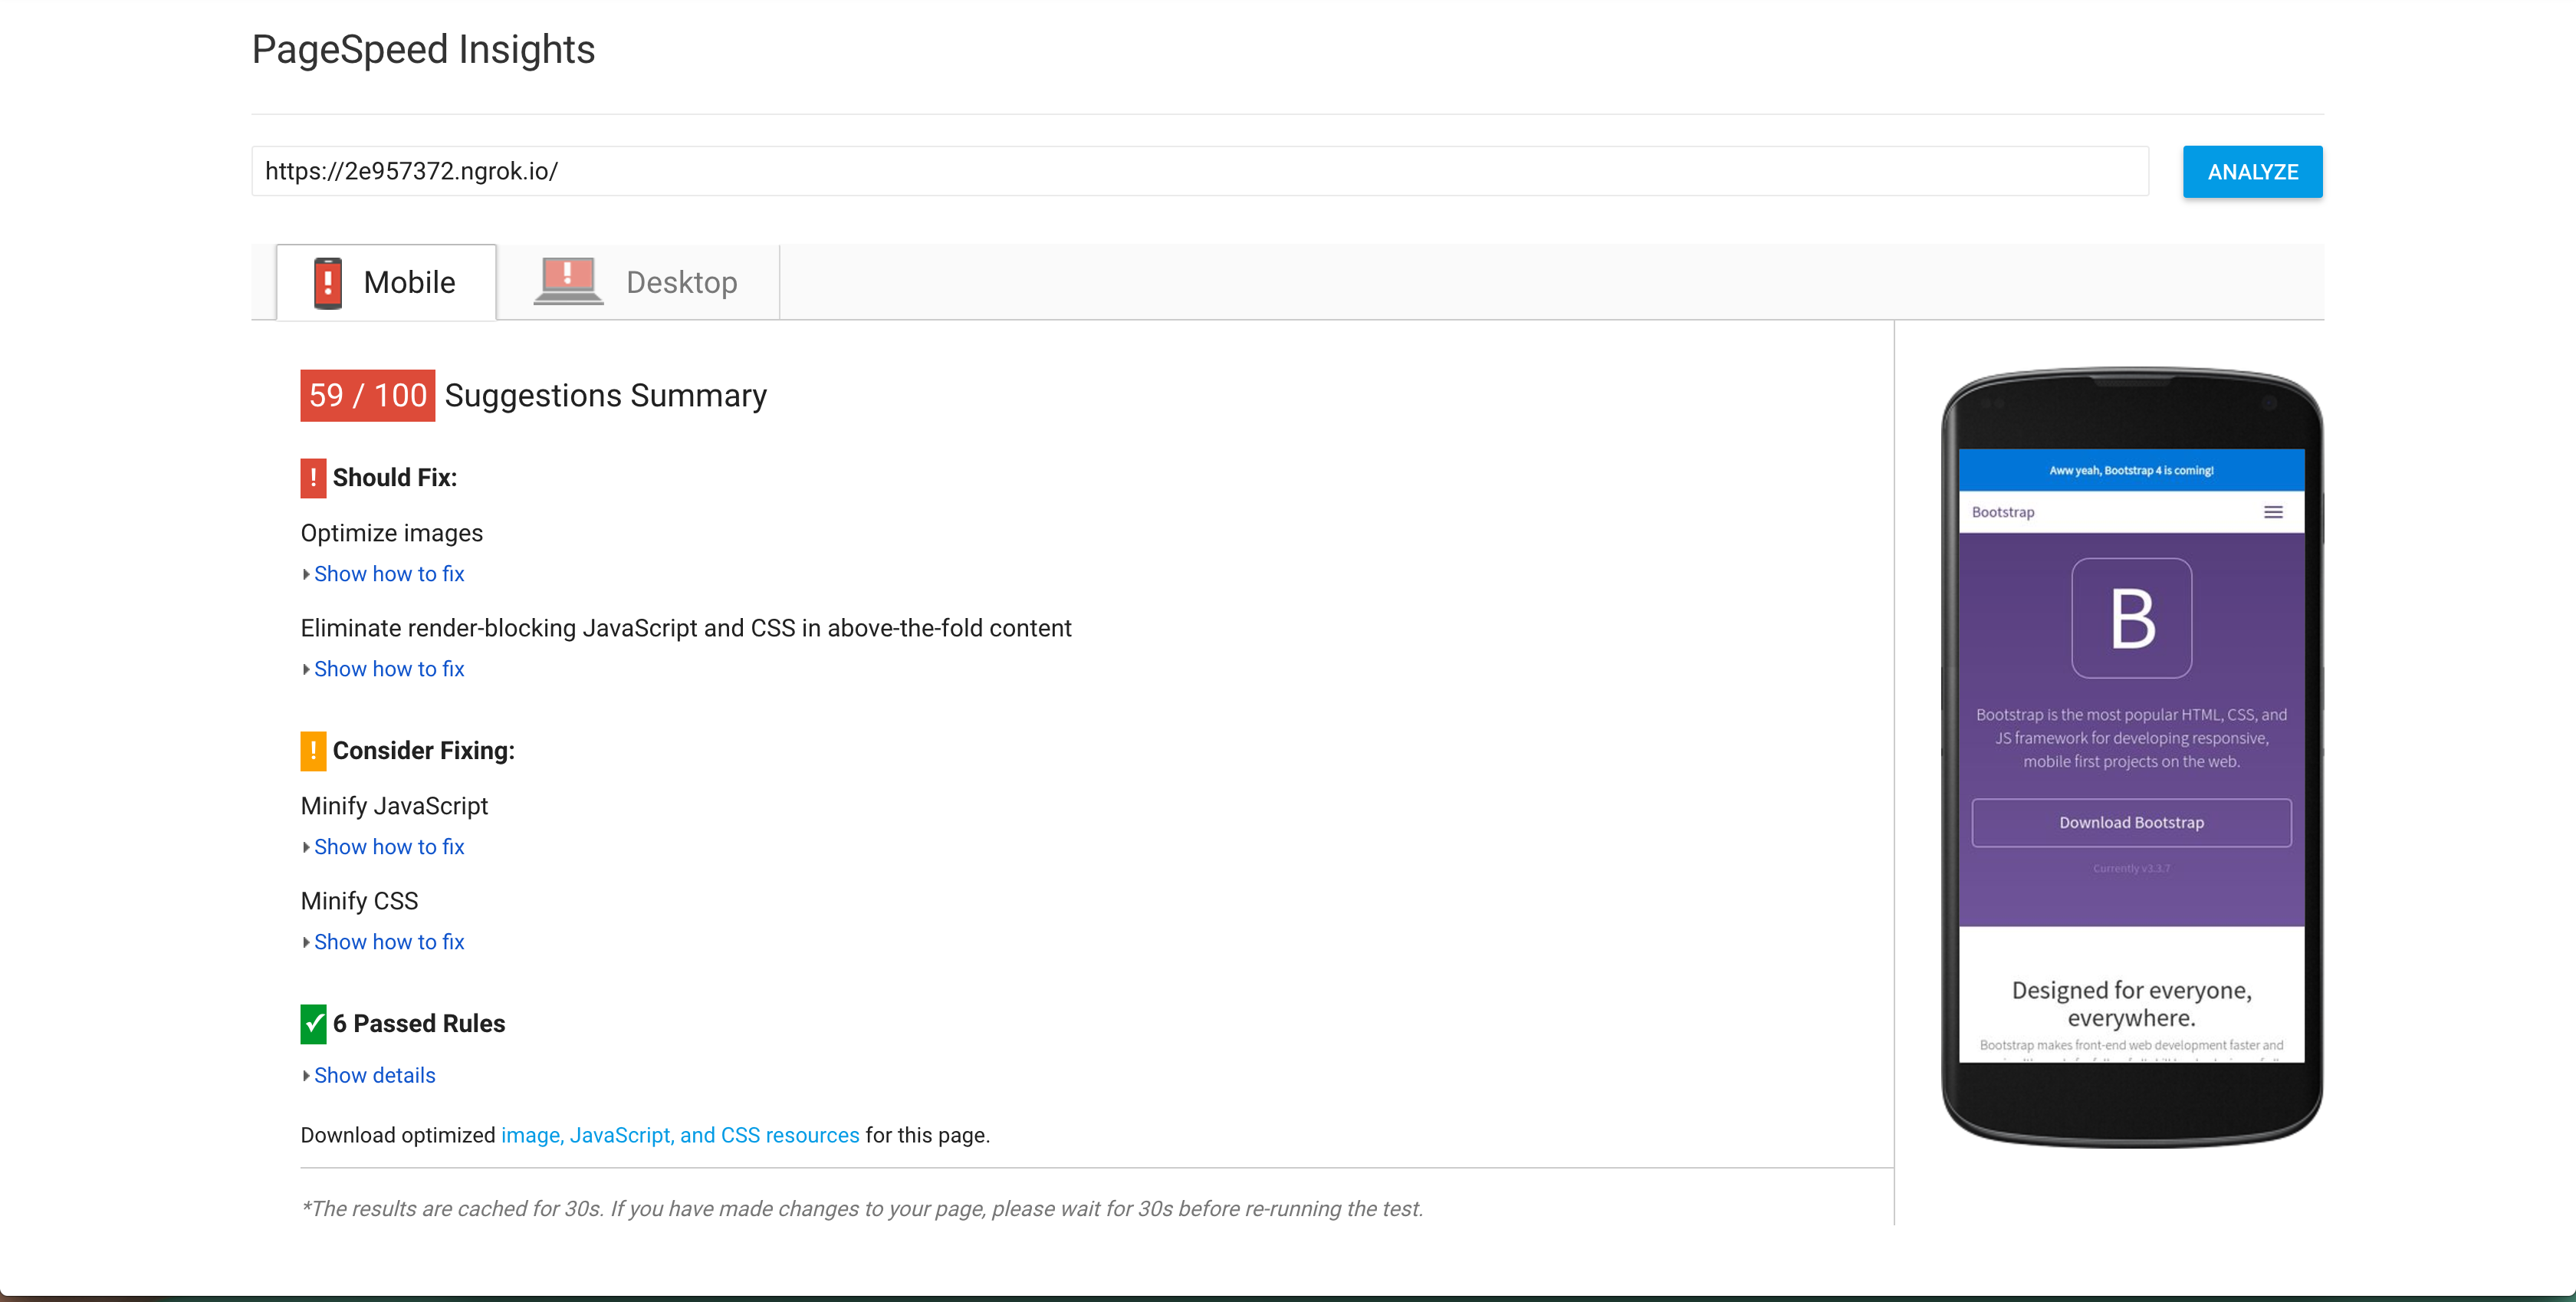 PageSpeed Insights
https://2e957372.ngrok.io/
ANALYZE
Mobile
Desktop
59 / 100 Suggestions Summary
! Should Fix:
Optimize images
Show how to fix
Eliminate render-blocking JavaScript and CSS in above-the-fold content
Show how to fix
! Consider Fixing:
Minify JavaScript
Show how to fix
Minify CSS
Show how to fix
6 Passed Rules
Show details
Download optimized image, JavaScript, and CSS resources for this page.
*The results are cached for 30s. If you have made changes to your page, please wait for 30s before re-running the test.
Aww yeah, Bootstrap 4 is coming!
Bootstrap
B
Bootstrap is the most popular HTML, CSS, and
JS framework for developing responsive,
mobile first projects on the web.
Download Bootstrap
Currently v3.3.7
Designed for everyone,
everywhere.
Bootstrap makes front-end web development faster and